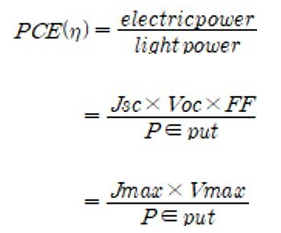 PCE(η) = electricpower / light power
= Jsc × Voc × FF / P∈put
= Jmax × Vmax / P∈put